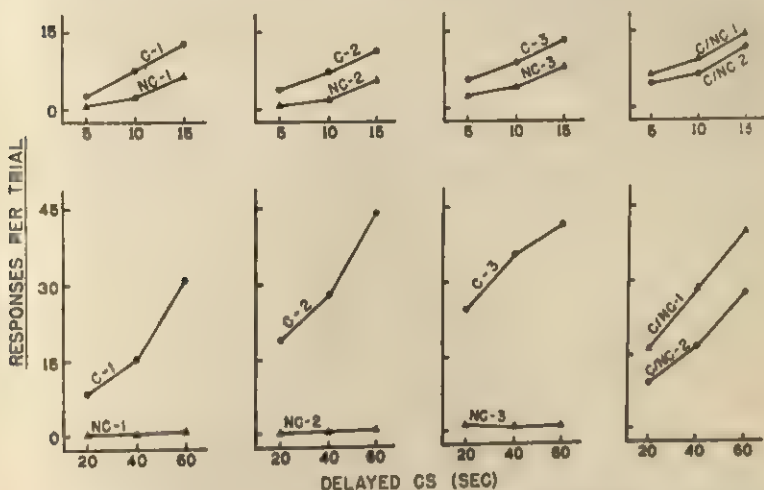 15
0
C-1
NC-1
5 10 15
C-2
NC-2
5 10 15
C-3
NC-3
5 10 15
C/NC-1
C/NC-2
5 10 15
RESPONSES PER TRIAL
45
30
15
0
C-1
NC-1
20 40 60
C-2
NC-2
20 40 60
C-3
NC-3
20 40 60
C/NC-1
C/NC-2
20 40 60
DELAYED CS (SEC)